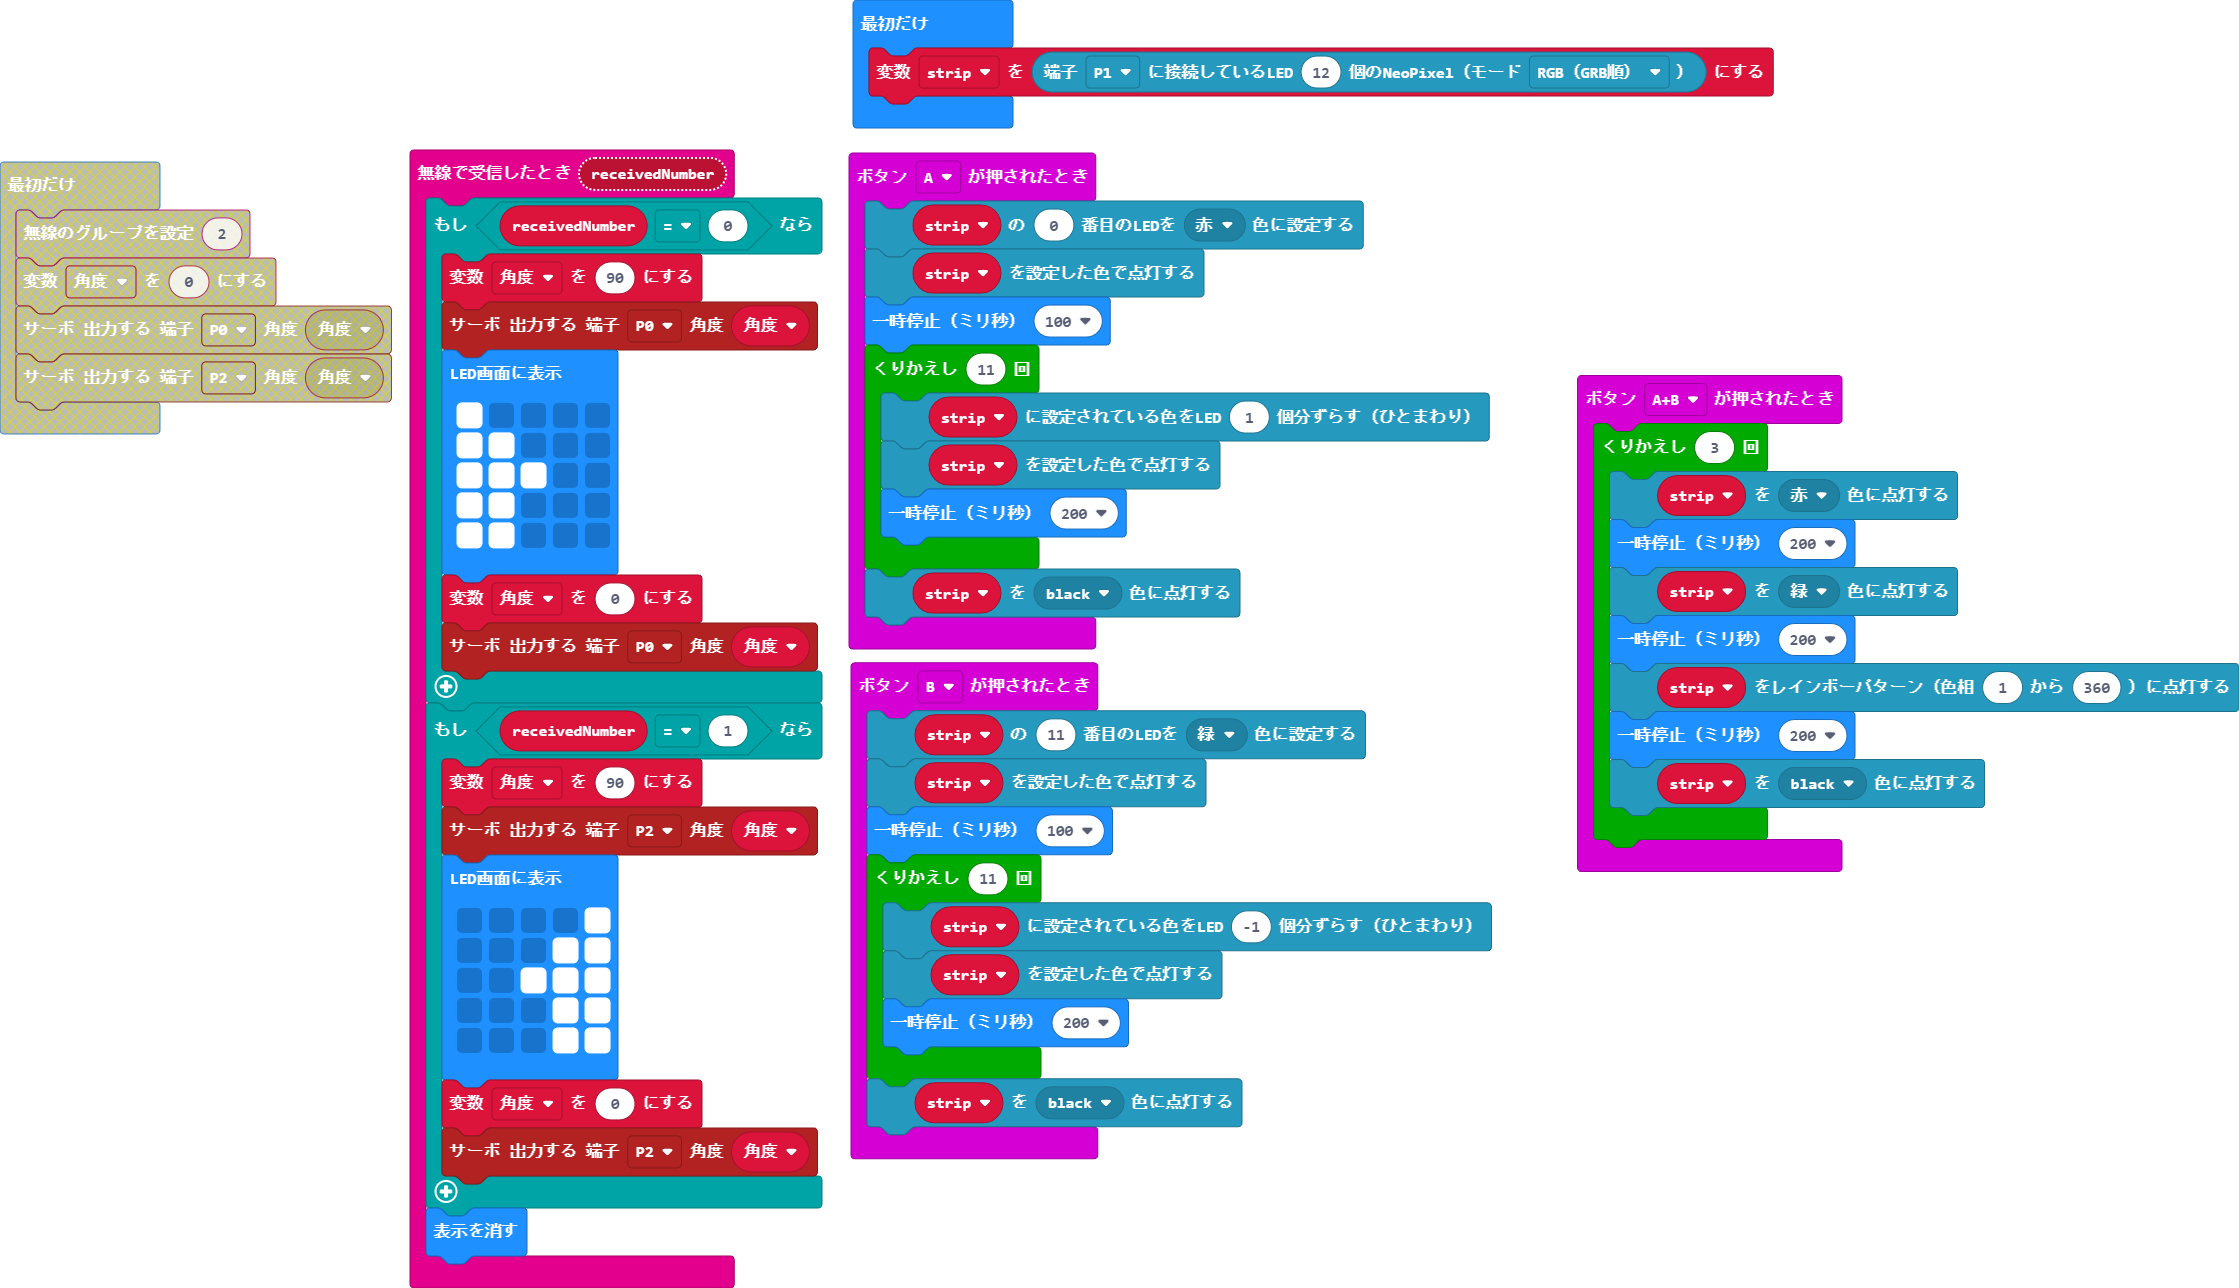 最初だけ
無線のグループを設定 2
変数 角度 を 0 にする
サーボ 出力する 端子 P0 角度 角度
サーボ 出力する 端子 P2 角度 角度
無線で受信したとき receivedNumber
もし receivedNumber = 0 なら
変数 角度 を 90 にする
サーボ 出力する 端子 P0 角度 角度
LED画面に表示
変数 角度 を 0 にする
サーボ 出力する 端子 P0 角度 角度
もし receivedNumber = 1 なら
変数 角度 を 90 にする
サーボ 出力する 端子 P2 角度 角度
LED画面に表示
変数 角度 を 0 にする
サーボ 出力する 端子 P2 角度 角度
表示を消す
最初だけ
変数 strip を 端子 P1 に接続しているLED 12 個のNeoPixel（モード RGB（GRB順） ） にする
ボタン A が押されたとき
strip の 0 番目のLEDを 赤 色に設定する
strip を設定した色で点灯する
一時停止（ミリ秒） 100
くりかえし 11 回
strip に設定されている色をLED 1 個分ずらす（ひとまわり）
strip を設定した色で点灯する
一時停止（ミリ秒） 200
strip を black 色に点灯する
ボタン B が押されたとき
strip の 11 番目のLEDを 緑 色に設定する
strip を設定した色で点灯する
一時停止（ミリ秒） 100
くりかえし 11 回
strip に設定されている色をLED -1 個分ずらす（ひとまわり）
strip を設定した色で点灯する
一時停止（ミリ秒） 200
strip を black 色に点灯する
ボタン A+B が押されたとき
くりかえし 3 回
strip を 赤 色に点灯する
一時停止（ミリ秒） 200
strip を 緑 色に点灯する
一時停止（ミリ秒） 200
strip をレインボーパターン（色相 1 から 360 ）に点灯する
一時停止（ミリ秒） 200
strip を black 色に点灯する